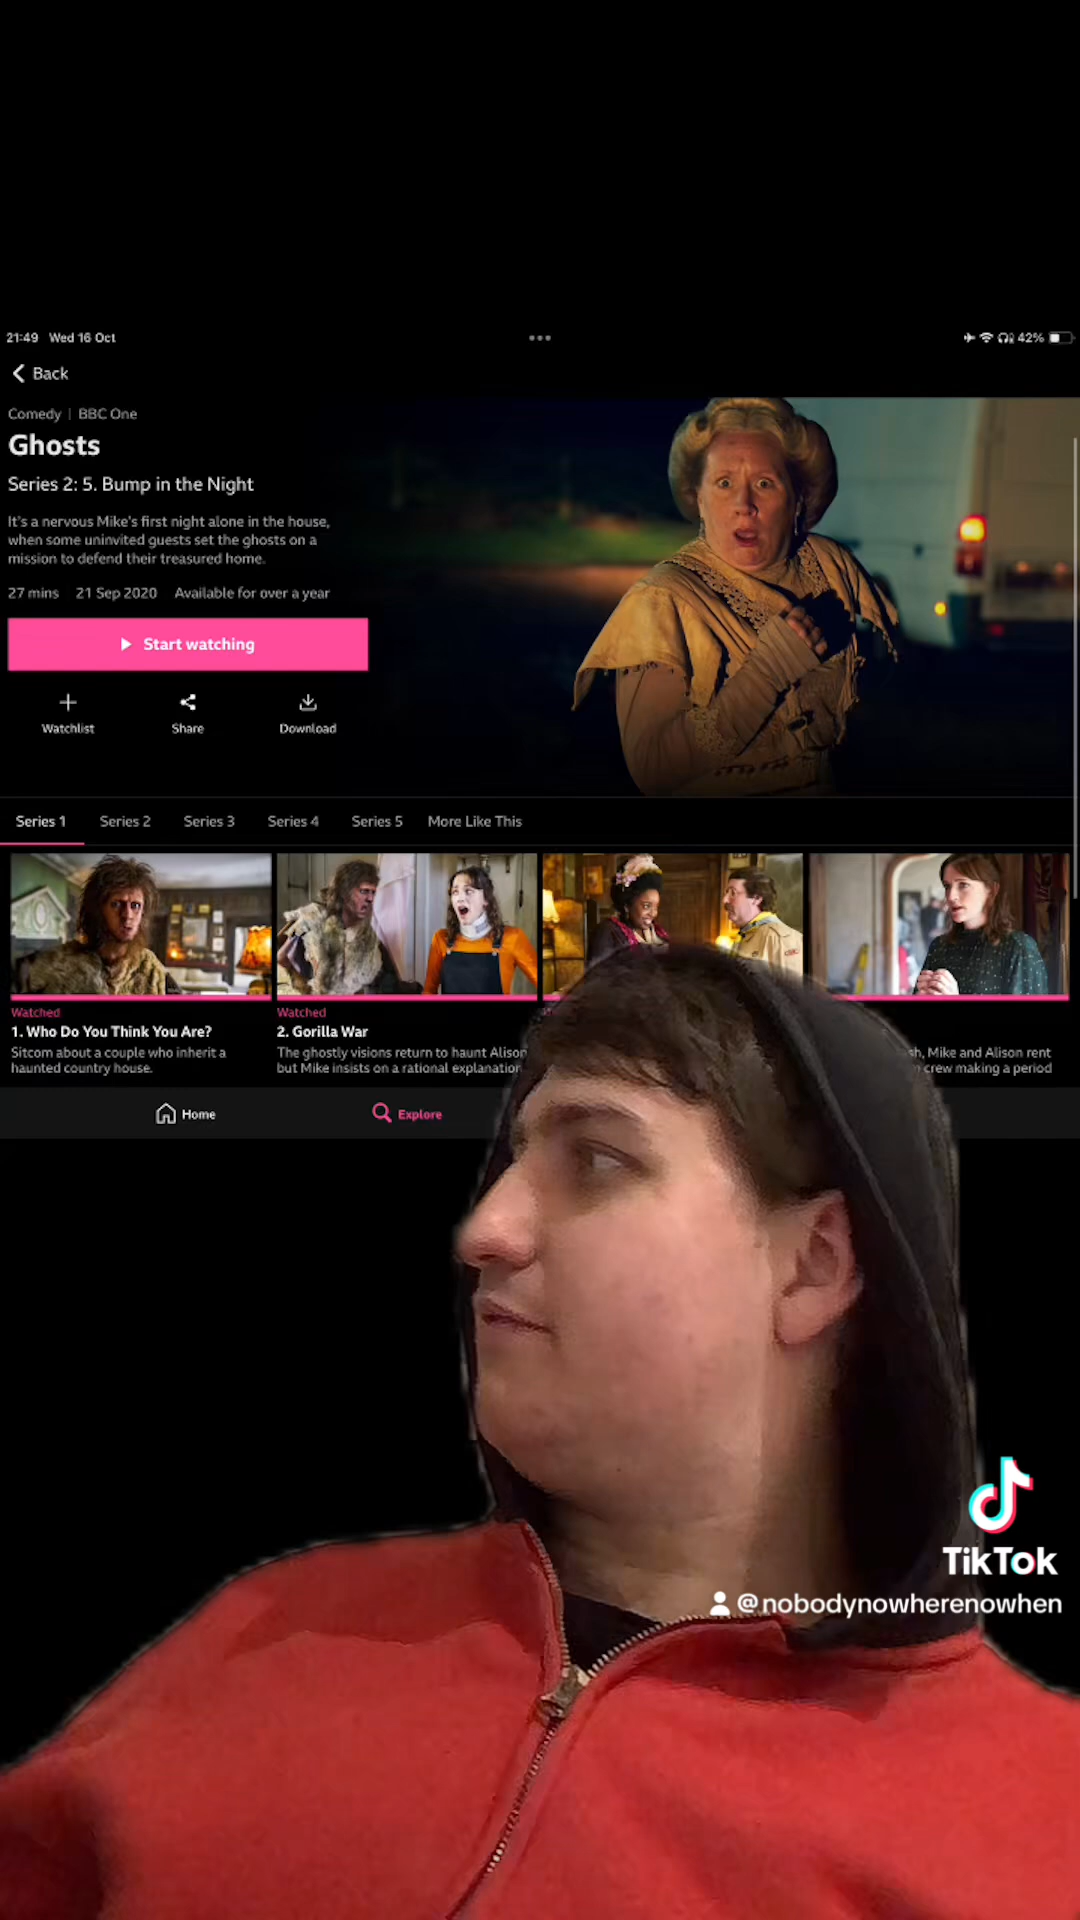 21:49 Wed 16 Oct
42%
Back
Comedy | BBC One
Ghosts
Series 2: 5. Bump in the Night
It's a nervous Mike's first night alone in the house,
when some uninvited guests set the ghosts on a
mission to defend their treasured home.
27 mins 21 Sep 2020 Available for over a year
Start watching
Watchlist Share Download
Series 1 Series 2 Series 3 Series 4 Series 5 More Like This
Watched Watched
1. Who Do You Think You Are? 2. Gorilla War
Sitcom about a couple who inherit a The ghostly visions return to haunt Alison Mike and Alison rent
haunted country house. but Mike insists on a rational explanation crew making a period
Home Explore
TikTok
@nobodynowherenowhen